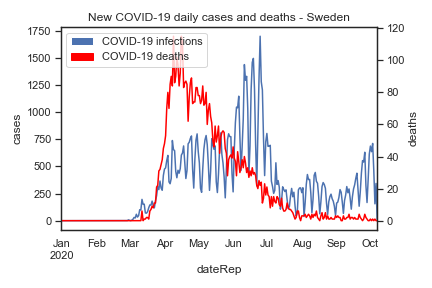 New COVID-19 daily cases and deaths - Sweden
COVID-19 infections
COVID-19 deaths
1750
1500
1250
1000
750
500
250
0
cases
120
100
80
60
40
20
0
deaths
Jan Feb Mar Apr May Jun Jul Aug Sep Oct
2020
dateRep